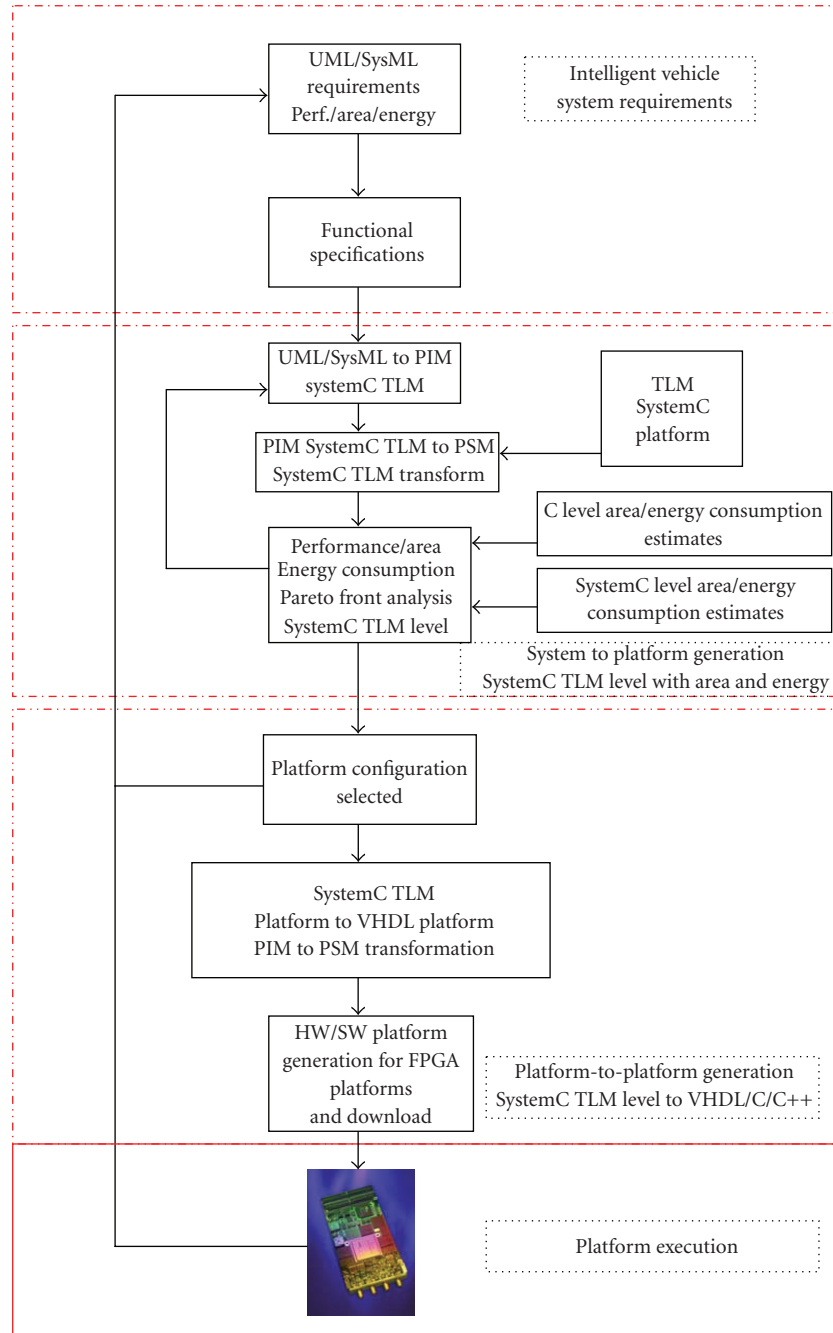 UML/SysML
requirements
Perf./area/energy
Intelligent vehicle
system requirements
Functional
specifications
UML/SysML to PIM
systemC TLM
TLM
SystemC
platform
PIM SystemC TLM to PSM
SystemC TLM transform
C level area/energy consumption
estimates
Performance/area
Energy consumption
Pareto front analysis
SystemC TLM level
SystemC level area/energy
consumption estimates
System to platform generation
SystemC TLM level with area and energy
Platform configuration
selected
SystemC TLM
Platform to VHDL platform
PIM to PSM transformation
HW/SW platform
generation for FPGA
platforms
and download
Platform-to-platform generation
SystemC TLM level to VHDL/C/C++
Platform execution